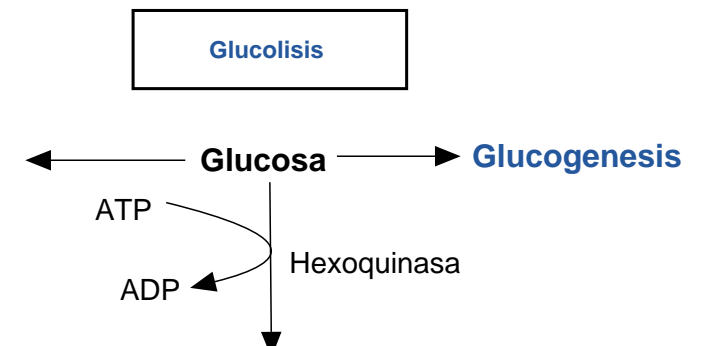 Glucolisis
Glucosa
Glucogenesis
ATP
Hexoquinasa
ADP